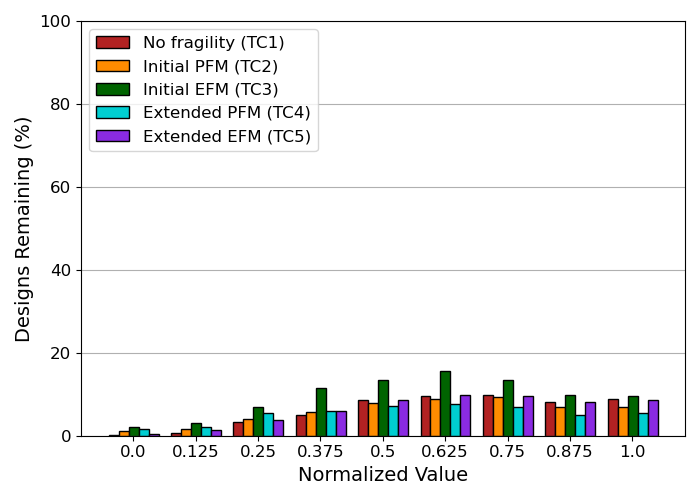 100
80
60
40
20
0
Designs Remaining (%)
No fragility (TC1)
Initial PFM (TC2)
Initial EFM (TC3)
Extended PFM (TC4)
Extended EFM (TC5)
0.0 0.125 0.25 0.375 0.5 0.625 0.75 0.875 1.0
Normalized Value